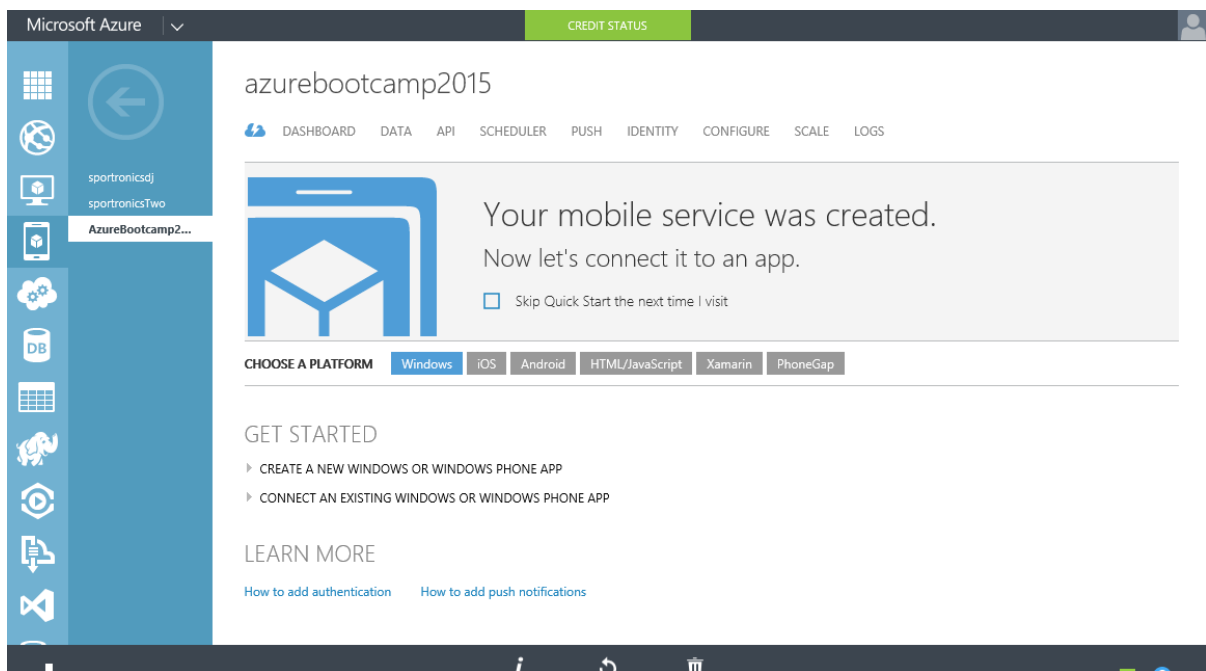 Microsoft Azure
CREDIT STATUS
sportronicsdj
sportronicsTwo
AzureBootcamp2...
azurebootcamp2015
DASHBOARD DATA API SCHEDULER PUSH IDENTITY CONFIGURE SCALE LOGS
Your mobile service was created.
Now let's connect it to an app.
Skip Quick Start the next time I visit
CHOOSE A PLATFORM Windows iOS Android HTML/JavaScript Xamarin PhoneGap
GET STARTED
CREATE A NEW WINDOWS OR WINDOWS PHONE APP
CONNECT AN EXISTING WINDOWS OR WINDOWS PHONE APP
LEARN MORE
How to add authentication How to add push notifications
DB